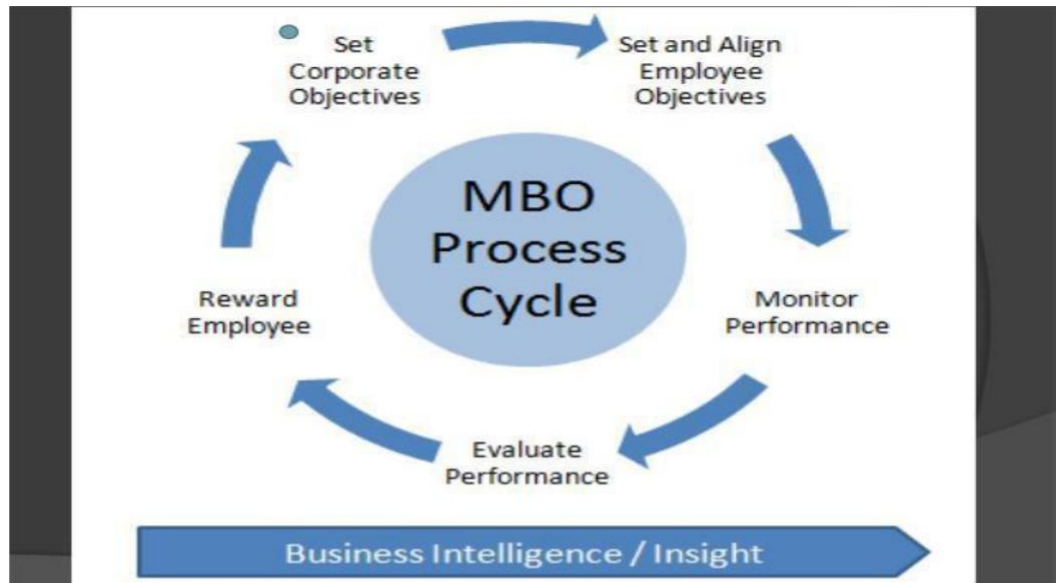 Set
Corporate
Objectives
Set and Align
Employee
Objectives
MBO
Process
Cycle
Reward
Employee
Monitor
Performance
Evaluate
Performance
Business Intelligence / Insight